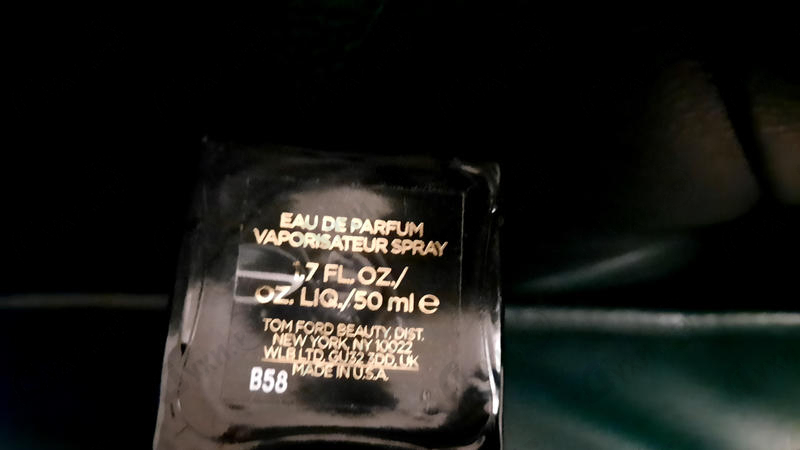 EAU DE PARFUM
VAPORISATEUR SPRAY
1.7 FL. OZ./
OZ. LIQ./50 ml e
TOM FORD BEAUTY, DIST.
NEW YORK, NY 10022
WLB LTD, GU32 3DD, UK
MADE IN U.S.A.
B58